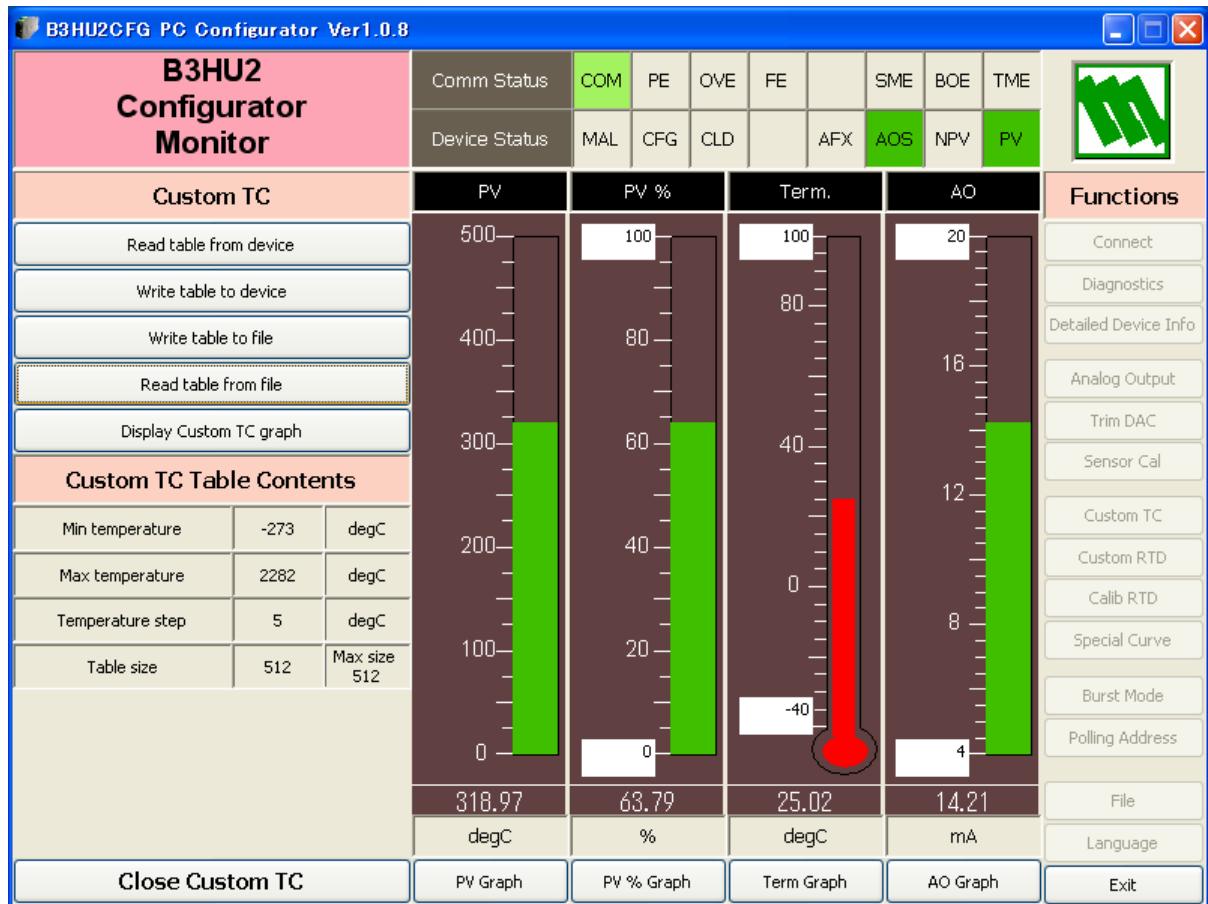 B3HU2CFG PC Configurator Ver1.0.8
B3HU2
Configurator
Monitor
Comm Status COM PE OVE FE SME BOE TME
Device Status MAL CFG CLD AFX AOS NPV PV
Custom TC
Read table from device
Write table to device
Write table to file
Read table from file
Display Custom TC graph
Custom TC Table Contents
Min temperature -273 degC
Max temperature 2282 degC
Temperature step 5 degC
Table size 512 Max size
512
Close Custom TC
PV
500
400
300
200
100
0
318.97
degC
PV Graph
PV %
100
80
60
40
20
0
63.79
%
PV % Graph
Term.
100
80
40
0
-40
25.02
degC
Term Graph
AO
20
16
12
8
4
14.21
mA
AO Graph
Functions
Connect
Diagnostics
Detailed Device Info
Analog Output
Trim DAC
Sensor Cal
Custom TC
Custom RTD
Calib RTD
Special Curve
Burst Mode
Polling Address
File
Language
Exit